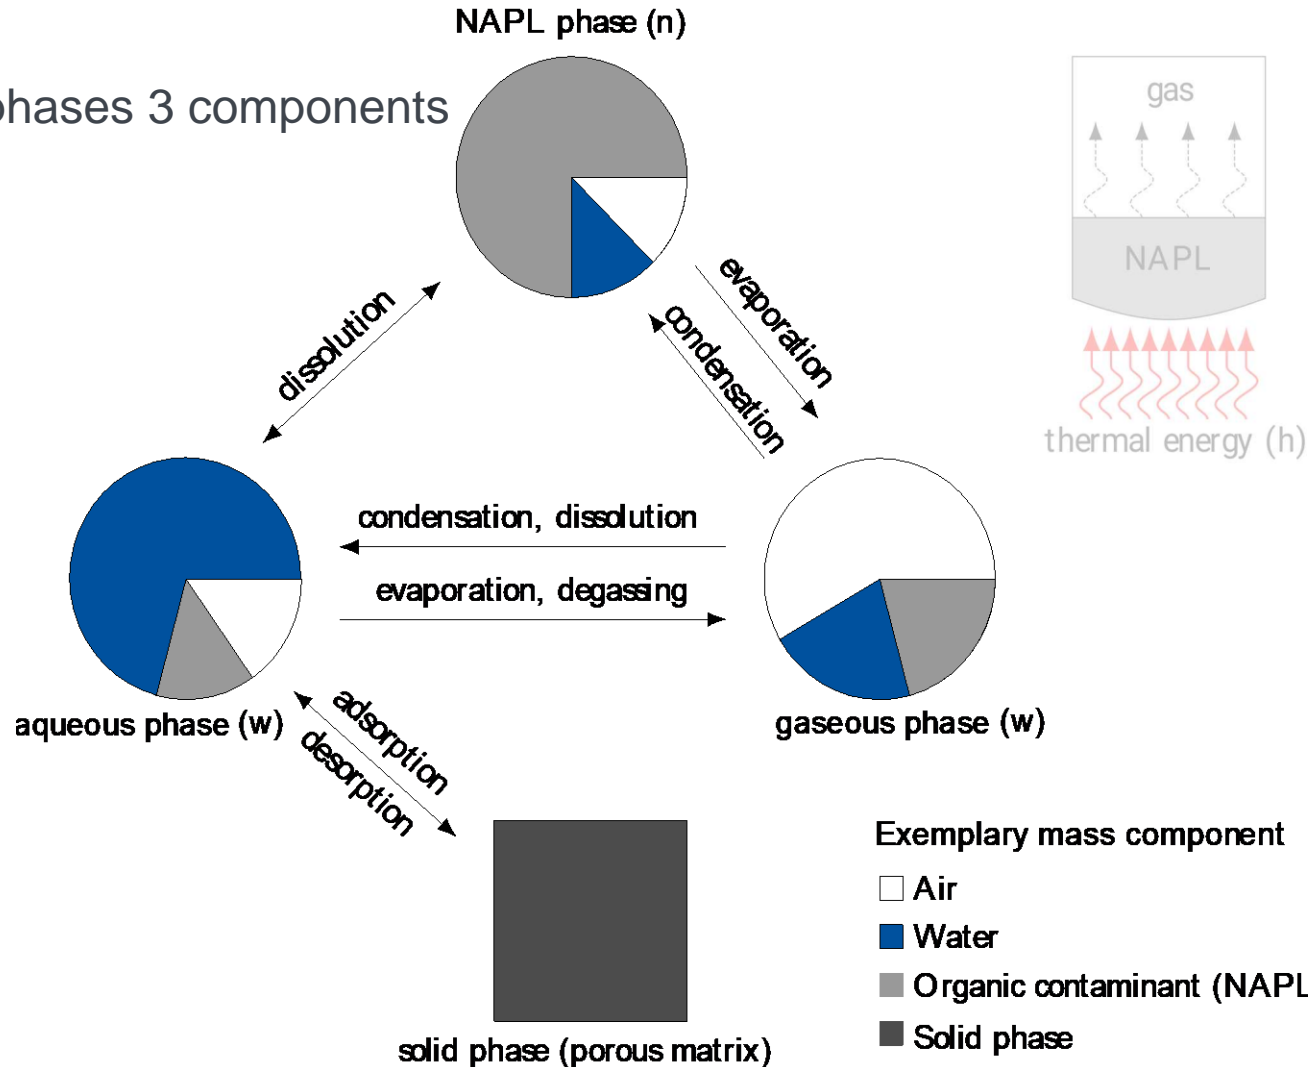 NAPL phase (n)
phases 3 components
gas
NAPL
thermal energy (h)
dissolution
evaporation
condensation
condensation, dissolution
evaporation, degassing
aqueous phase (w)
gaseous phase (w)
adsorption
desorption
solid phase (porous matrix)
Exemplary mass component
Air
Water
Organic contaminant (NAPL
Solid phase